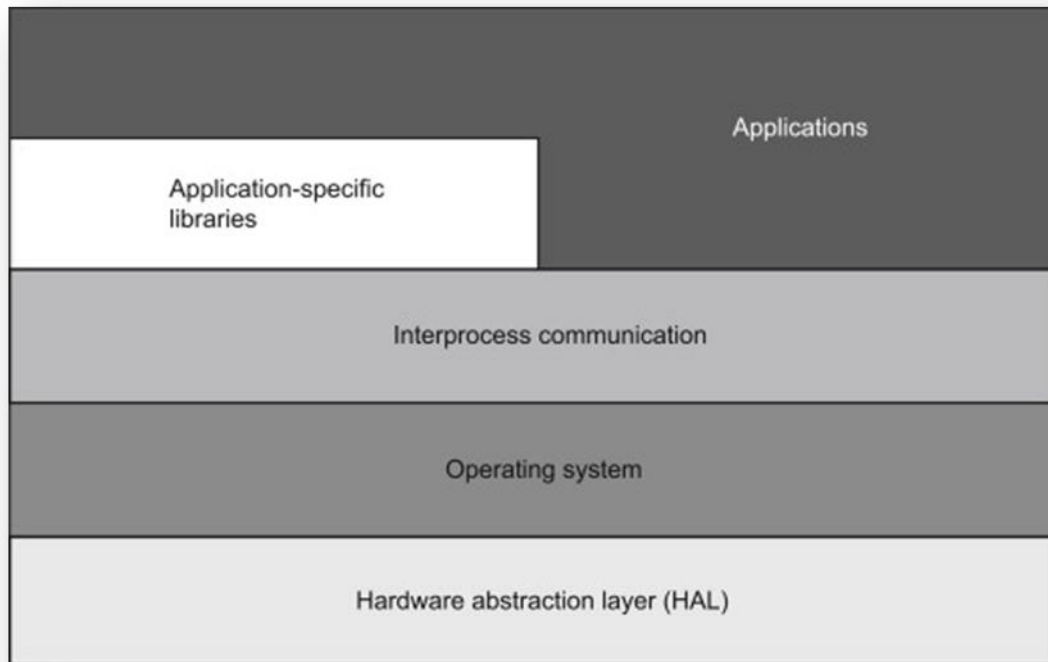 Applications
Application-specific
libraries
Interprocess communication
Operating system
Hardware abstraction layer (HAL)